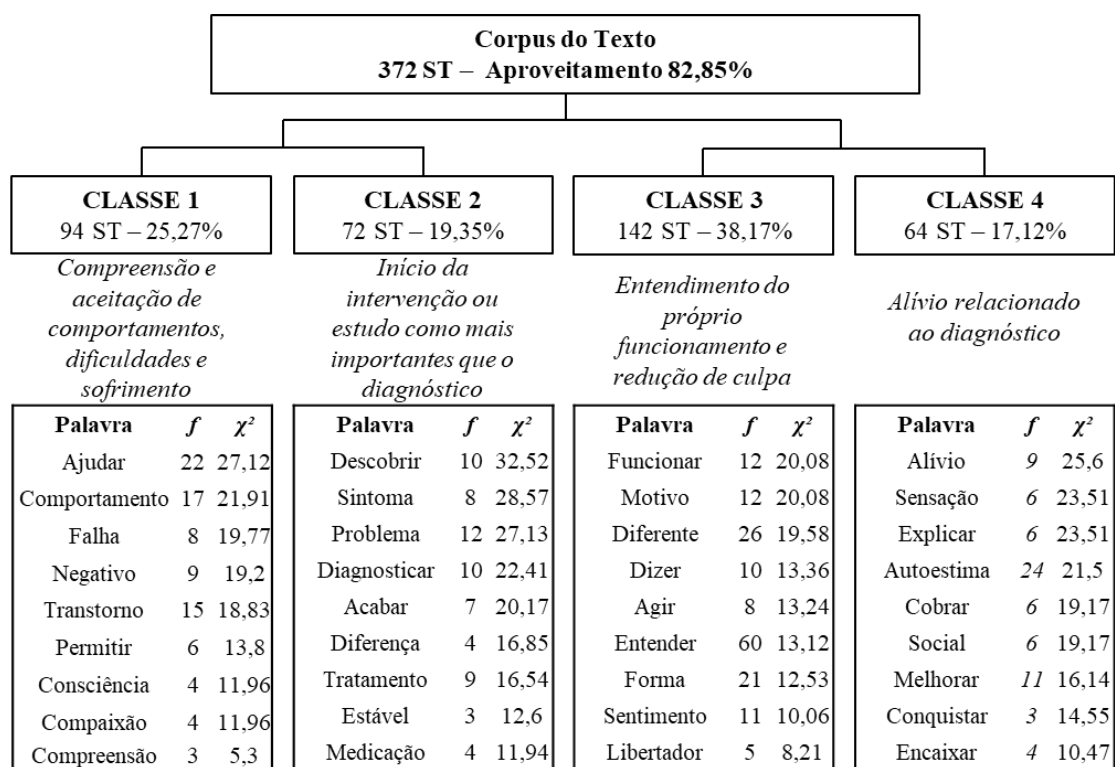 Corpus do Texto
372 ST – Aproveitamento 82,85%
CLASSE 1
94 ST – 25,27%
Compreensão e
aceitação de
comportamentos,
dificuldades e
sofrimento
Palavra f χ²
Ajudar 22 27,12
Comportamento 17 21,91
Falha 8 19,77
Negativo 9 19,2
Transtorno 15 18,83
Permitir 6 13,8
Consciência 4 11,96
Compaixão 4 11,96
Compreensão 3 5,3
CLASSE 2
72 ST – 19,35%
Início da
intervenção ou
estudo como mais
importantes que o
diagnóstico
Palavra f χ²
Descobrir 10 32,52
Sintoma 8 28,57
Problema 12 27,13
Diagnosticar 10 22,41
Acabar 7 20,17
Diferença 4 16,85
Tratamento 9 16,54
Estável 3 12,6
Medicação 4 11,94
CLASSE 3
142 ST – 38,17%
Entendimento do
próprio
funcionamento e
redução de culpa
Palavra f χ²
Funcionar 12 20,08
Motivo 12 20,08
Diferente 26 19,58
Dizer 10 13,36
Agir 8 13,24
Entender 60 13,12
Forma 21 12,53
Sentimento 11 10,06
Libertador 5 8,21
CLASSE 4
64 ST – 17,12%
Alívio relacionado
ao diagnóstico
Palavra f χ²
Alívio 9 25,6
Sensação 6 23,51
Explicar 6 23,51
Autoestima 24 21,5
Cobrar 6 19,17
Social 6 19,17
Melhorar 11 16,14
Conquistar 3 14,55
Encaixar 4 10,47